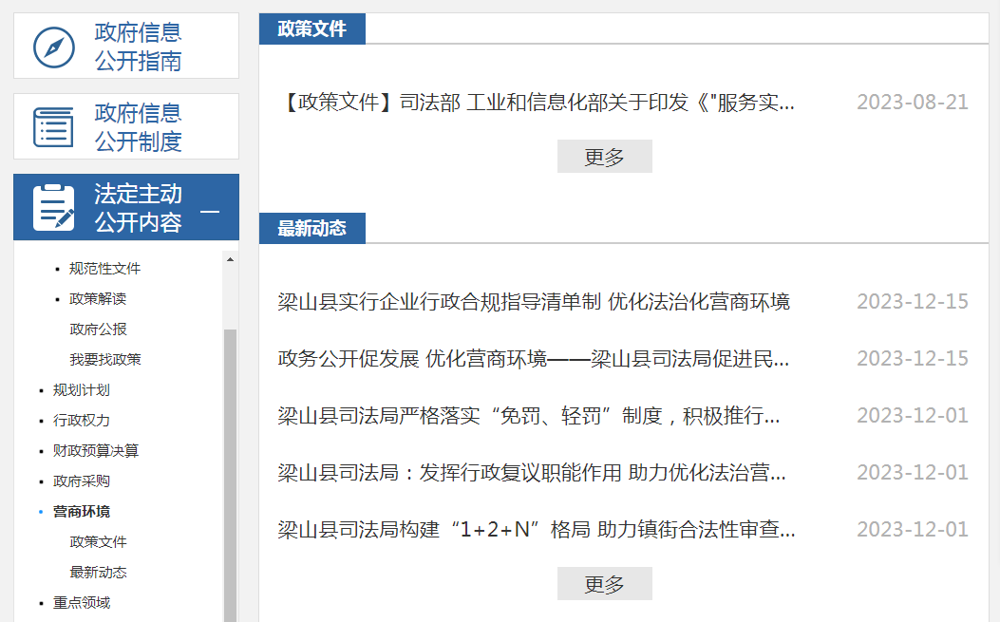 政府信息
公开指南
政府信息
公开制度
法定主动
公开内容
规范性文件
政策解读
政府公报
我要找政策
规划计划
行政权力
财政预算决算
政府采购
营商环境
政策文件
最新动态
重点领域
政策文件
【政策文件】司法部 工业和信息化部关于印发《"服务实... 2023-08-21
更多
最新动态
梁山县实行企业行政合规指导清单制 优化法治化营商环境 2023-12-15
政务公开促发展 优化营商环境——梁山县司法局促进民... 2023-12-15
梁山县司法局严格落实“免罚、轻罚”制度，积极推行... 2023-12-01
梁山县司法局：发挥行政复议职能作用 助力优化法治营... 2023-12-01
梁山县司法局构建“1+2+N”格局 助力镇街合法性审查... 2023-12-01
更多